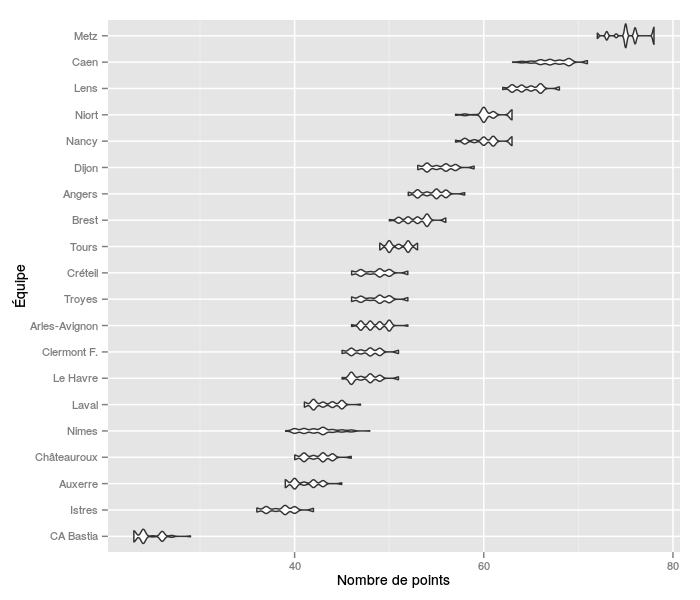 Metz
Caen
Lens
Niort
Nancy
Dijon
Angers
Brest
Tours
Créteil
Troyes
Arles-Avignon
Clermont F.
Le Havre
Laval
Nimes
Châteauroux
Auxerre
Istres
CA Bastia
Équipe
40 60 80
Nombre de points